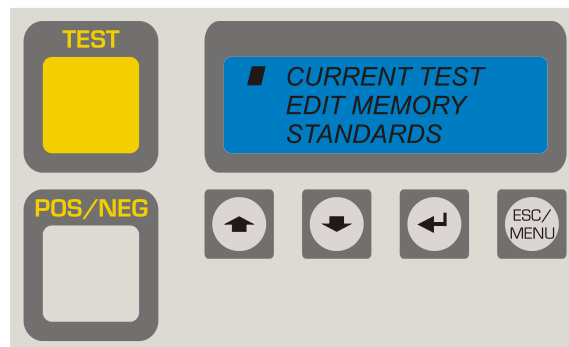 TEST
CURRENT TEST
EDIT MEMORY
STANDARDS
POS/NEG
ESC/
MENU